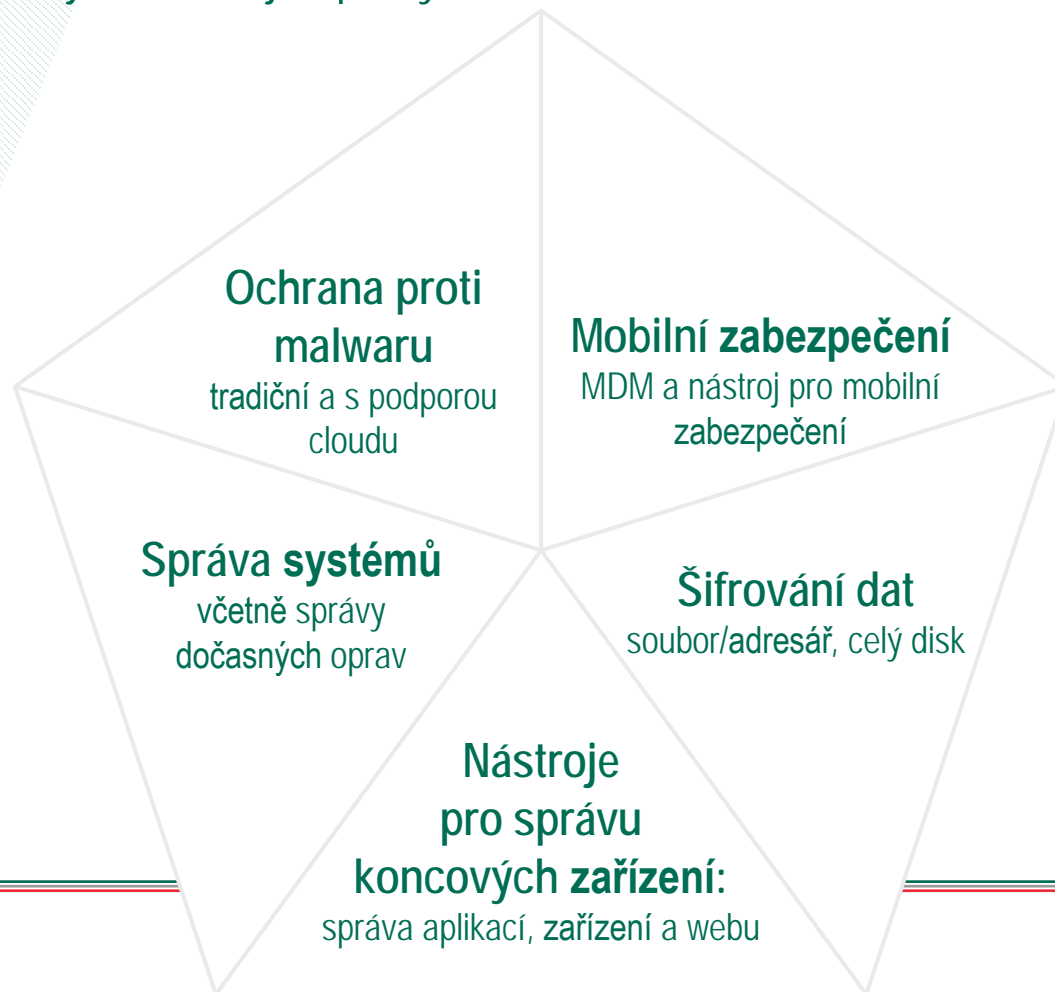 Ochrana proti
malwaru
tradiční a s podporou
cloudu
Mobilní zabezpečení
MDM a nástroj pro mobilní
zabezpečení
Správa systémů
včetně správy
dočasných oprav
Šifrování dat
soubor/adresář, celý disk
Nástroje
pro správu
koncových zařízení:
správa aplikací, zařízení a webu